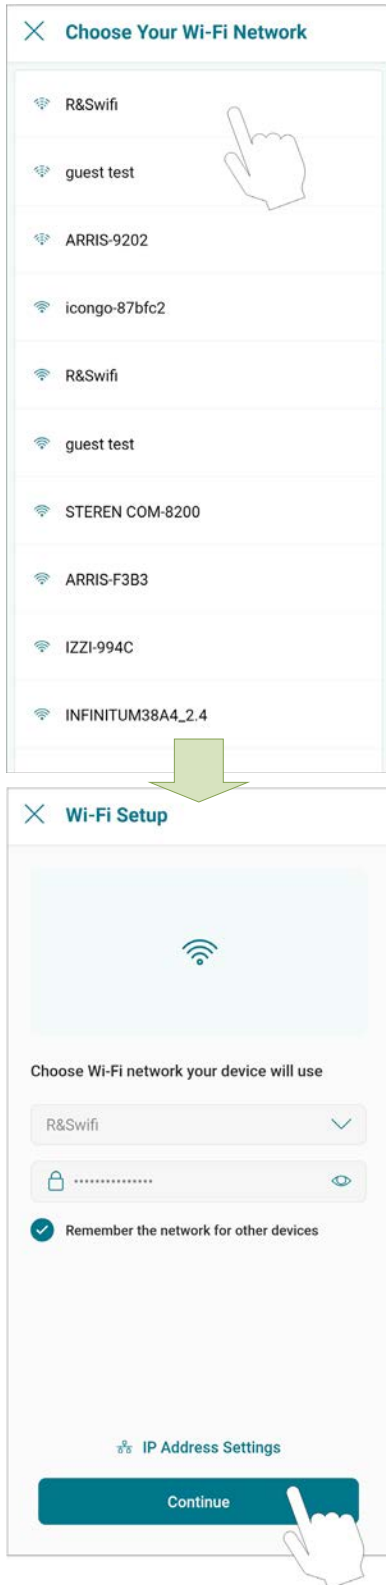 Choose Your Wi-Fi Network
R&Swifi
guest test
ARRIS-9202
icongo-87bfc2
R&Swifi
guest test
STEREN COM-8200
ARRIS-F3B3
IZZI-994C
INFINITUM38A4_2.4
Wi-Fi Setup
Choose Wi-Fi network your device will use
R&Swifi
···············
Remember the network for other devices
IP Address Settings
Continue